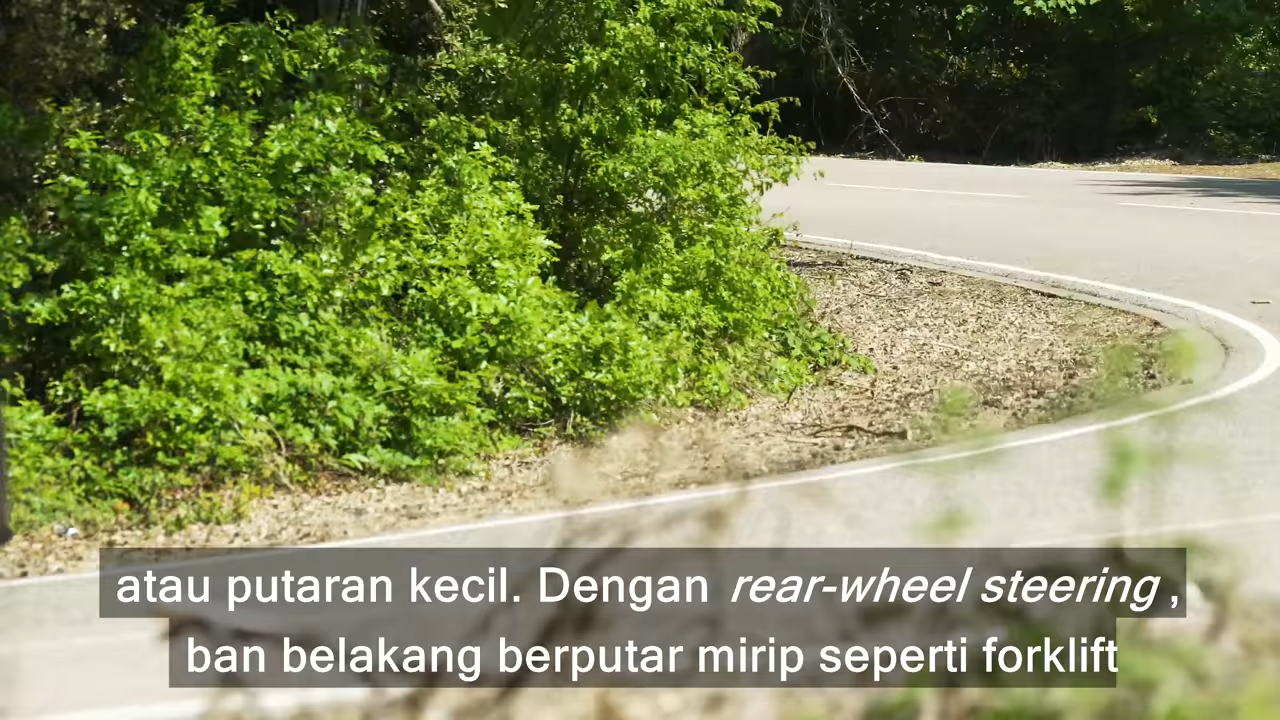 atau putaran kecil. Dengan rear-wheel steering ,
ban belakang berputar mirip seperti forklift